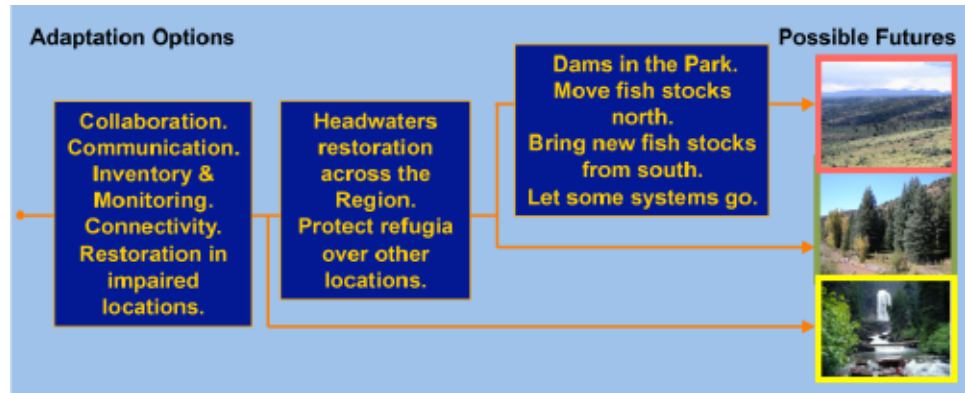 Adaptation Options
Possible Futures
Collaboration.
Communication.
Inventory &
Monitoring.
Connectivity.
Restoration in
impaired
locations.
Headwaters
restoration
across the
Region.
Protect refugia
over other
locations.
Dams in the Park.
Move fish stocks
north.
Bring new fish stocks
from south.
Let some systems go.